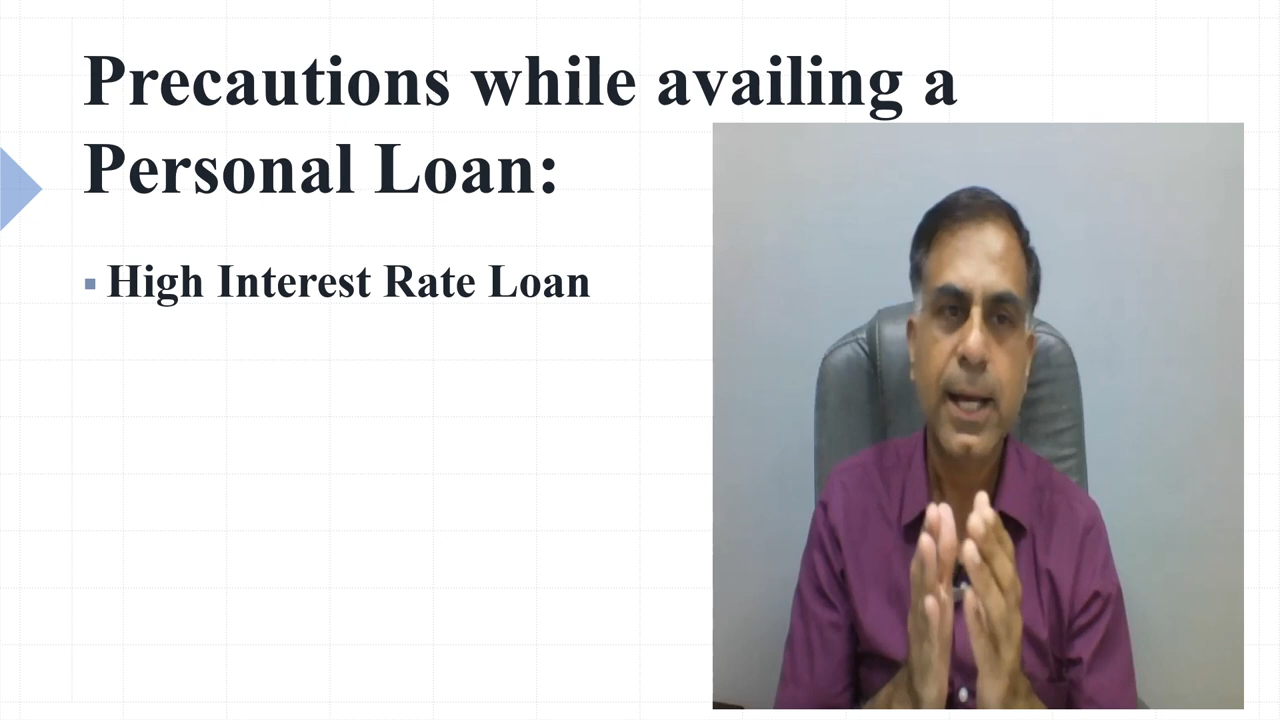 Precautions while availing a
Personal Loan:
High Interest Rate Loan